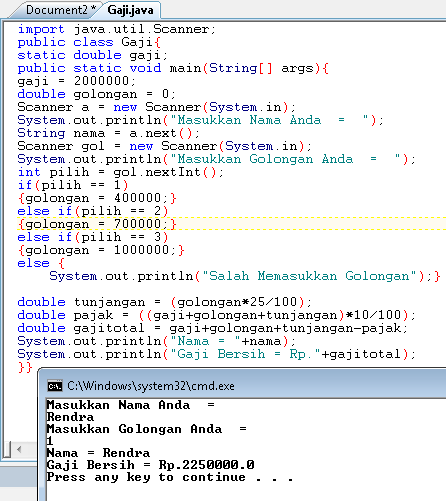 Document2 * Gaji.java
import java.util.Scanner;
public class Gaji{
static double gaji;
public static void main(String[] args){
gaji = 2000000;
double golongan = 0;
Scanner a = new Scanner(System.in);
System.out.println("Masukkan Nama Anda  =  ");
String nama = a.next();
Scanner gol = new Scanner(System.in);
System.out.println("Masukkan Golongan Anda  =  ");
int pilih = gol.nextInt();
if(pilih == 1)
{golongan = 400000;}
else if(pilih == 2)
{golongan = 700000;}
else if(pilih == 3)
{golongan = 1000000;}
else {
    System.out.println("Salah Memasukkan Golongan");}
double tunjangan = (golongan*25/100);
double pajak = ((gaji+golongan+tunjangan)*10/100);
double gajitotal = gaji+golongan+tunjangan-pajak;
System.out.println("Nama = "+nama);
System.out.println("Gaji Bersih = Rp."+gajitotal);
}}
C:\Windows\system32\cmd.exe
Masukkan Nama Anda  =
Rendra
Masukkan Golongan Anda  =
1
Nama = Rendra
Gaji Bersih = Rp.2250000.0
Press any key to continue . . .